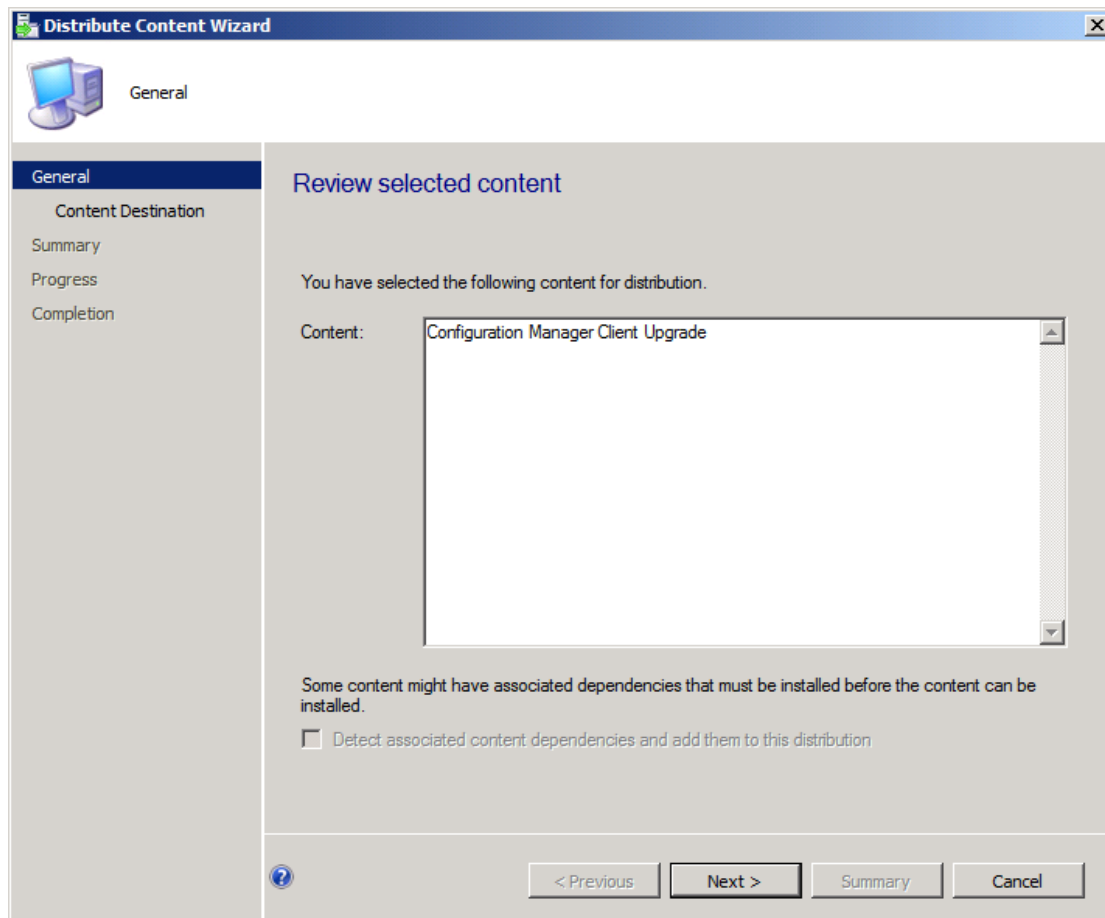 Distribute Content Wizard
General
General
Content Destination
Summary
Progress
Completion
Review selected content
You have selected the following content for distribution.
Content:
Configuration Manager Client Upgrade
Some content might have associated dependencies that must be installed before the content can be
installed.
Detect associated content dependencies and add them to this distribution
< Previous
Next >
Summary
Cancel